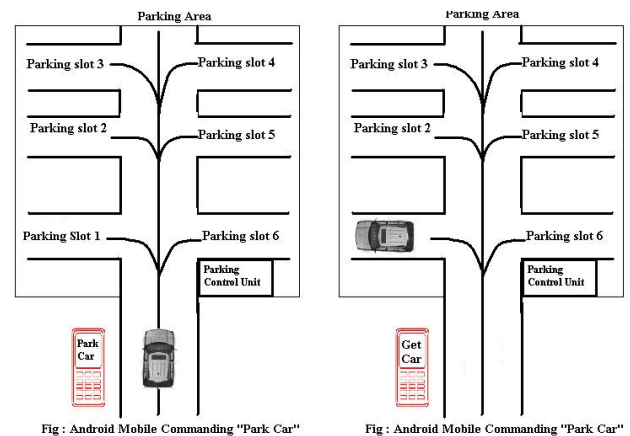 Parking Area
Parking slot 3
Parking slot 4
Parking slot 2
Parking slot 5
Parking Slot 1
Parking slot 6
Parking
Control Unit
Park
Car
Fig : Android Mobile Commanding "Park Car"
Parking Area
Parking slot 3
Parking slot 4
Parking slot 2
Parking slot 5
Parking slot 6
Parking
Control Unit
Get
Car
Fig : Android Mobile Commanding "Park Car"